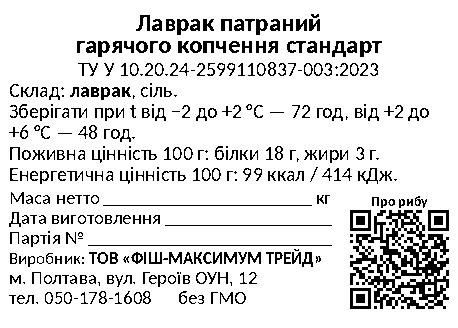 Лаврак патраний
гарячого копчення стандарт
ТУ У 10.20.24-2599110837-003:2023
Склад: лаврак, сіль.
Зберігати при t від −2 до +2 °C — 72 год, від +2 до
+6 °C — 48 год.
Поживна цінність 100 г: білки 18 г, жири 3 г.
Енергетична цінність 100 г: 99 ккал / 414 кДж.
Маса нетто ______________________ кг
Дата виготовлення _________________
Партія № _________________________
Про рибу
Виробник: ТОВ «ФІШ-МАКСИМУМ ТРЕЙД»
м. Полтава, вул. Героїв ОУН, 12
тел. 050-178-1608 без ГМО